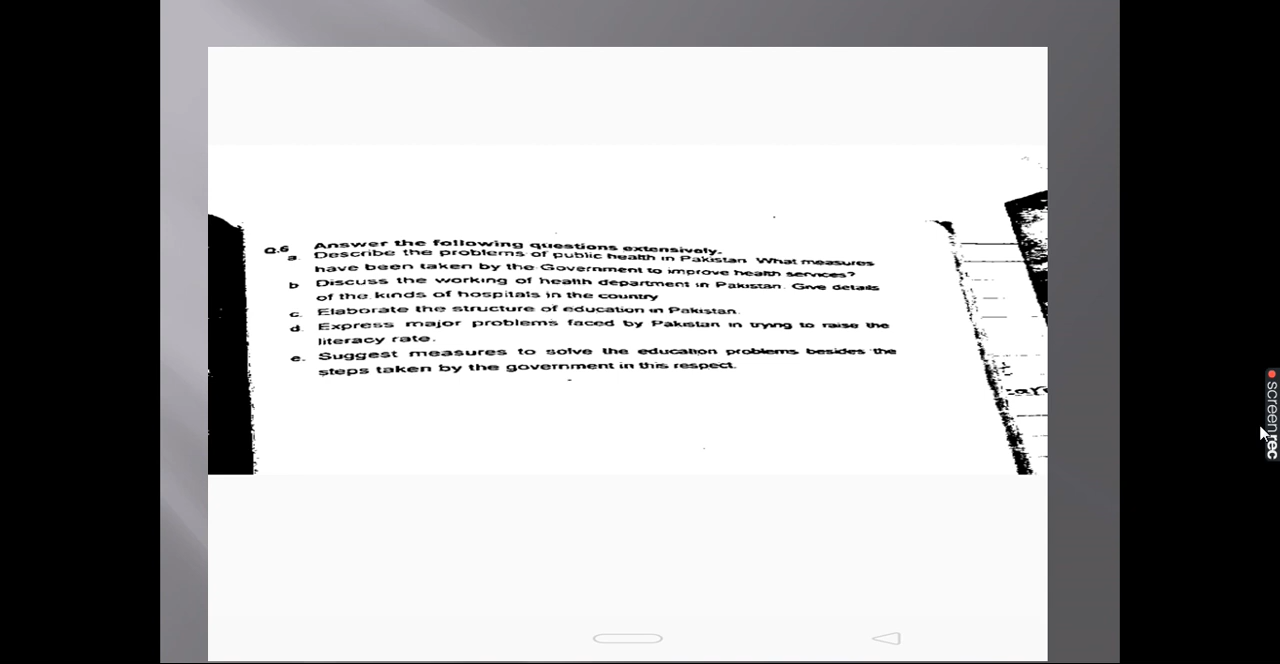 Q.6 Answer the following questions extensively.
a. Describe the problems of public health in Pakistan. What measures
have been taken by the Government to improve health services?
b Discuss the working of health department in Pakistan. Give details
of the kinds of hospitals in the country
c. Elaborate the structure of education in Pakistan.
d. Express major problems faced by Pakistan in trying to raise the
literacy rate.
e. Suggest measures to solve the education problems besides the
steps taken by the government in this respect.
screenrec